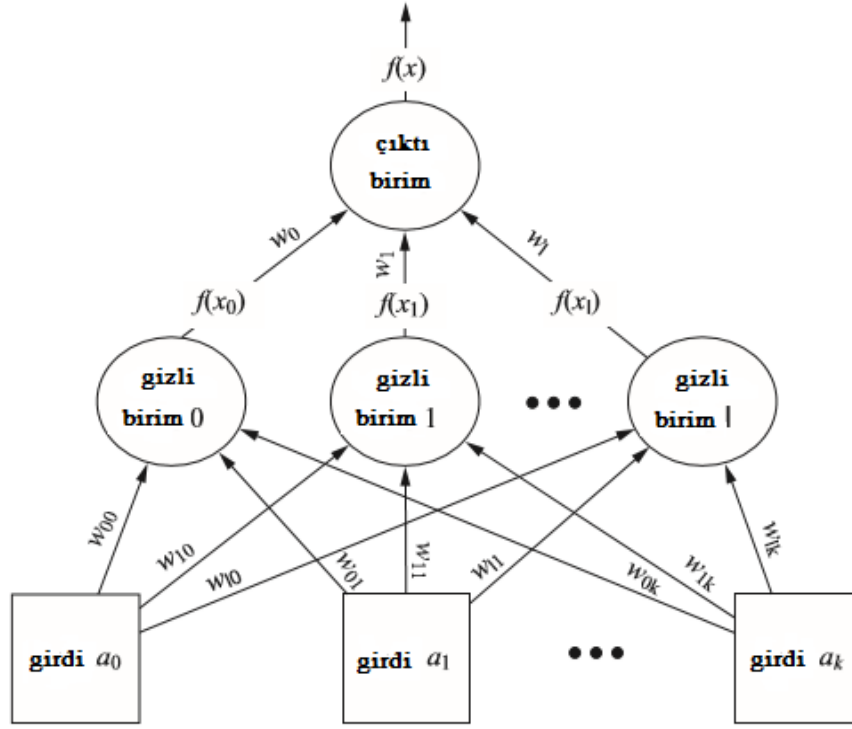 f(x)
çıktı
birim
w₀
w₁
wₗ
f(x₀)
f(x₁)
f(xₗ)
gizli
birim 0
gizli
birim 1
•••
gizli
birim l
w₀₀
w₁₀
wₗ₀
w₀₁
w₁₁
wₗ₁
w₀ₖ
w₁ₖ
wₗₖ
girdi a₀
girdi a₁
•••
girdi aₖ